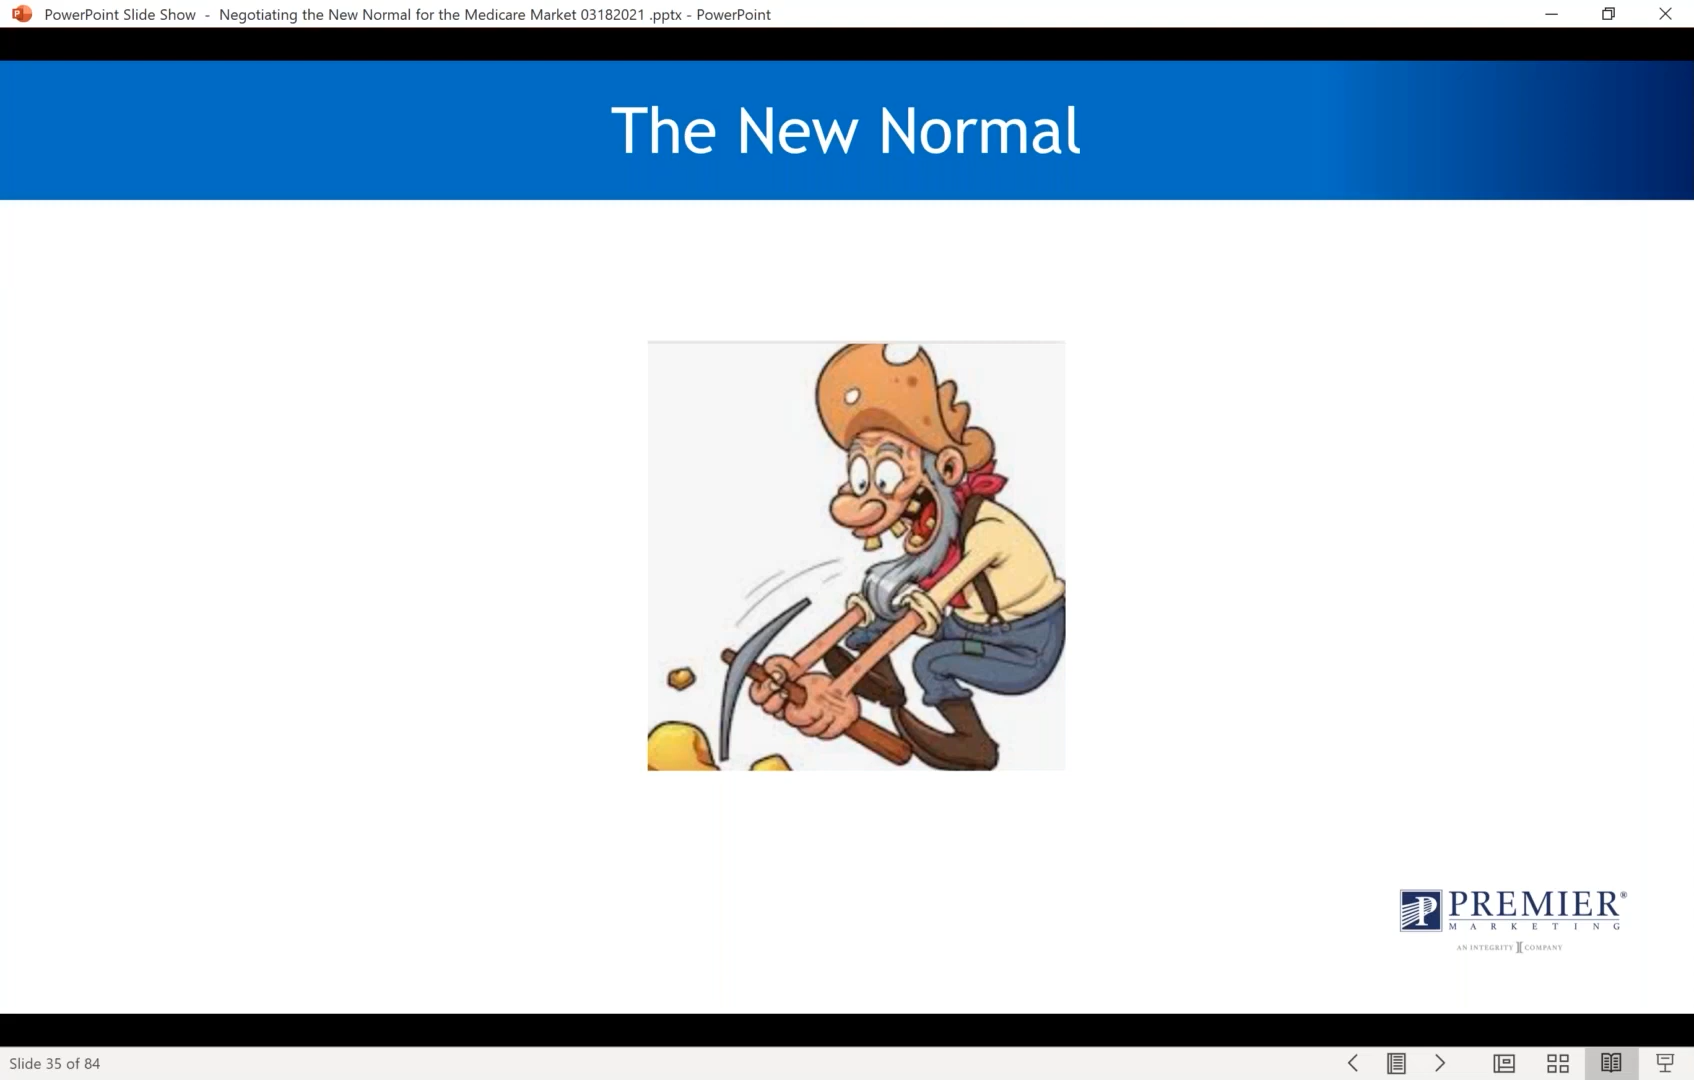 PowerPoint Slide Show - Negotiating the New Normal for the Medicare Market 03182021 .pptx - PowerPoint
The New Normal
P PREMIER®
MARKETING
AN INTEGRITY COMPANY
Slide 35 of 84